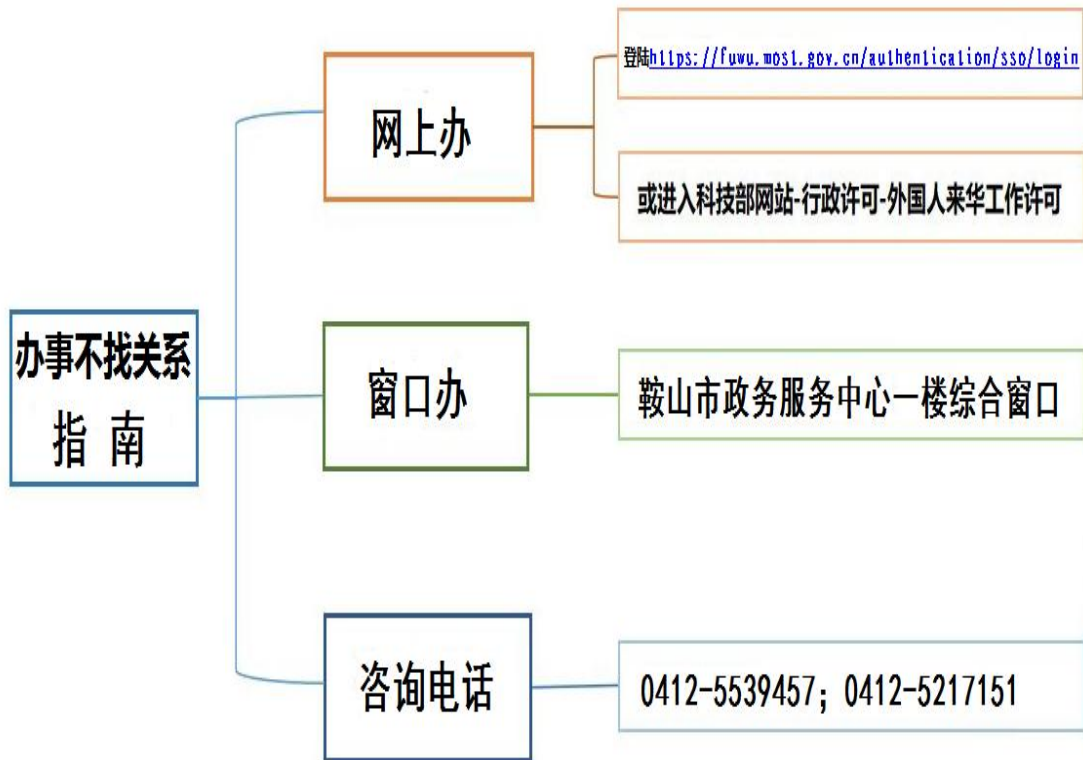 办事不找关系
指 南
网上办
登陆https://fuwu.most.gov.cn/authentication/sso/login
或进入科技部网站-行政许可-外国人来华工作许可
窗口办
鞍山市政务服务中心一楼综合窗口
咨询电话
0412-5539457; 0412-5217151